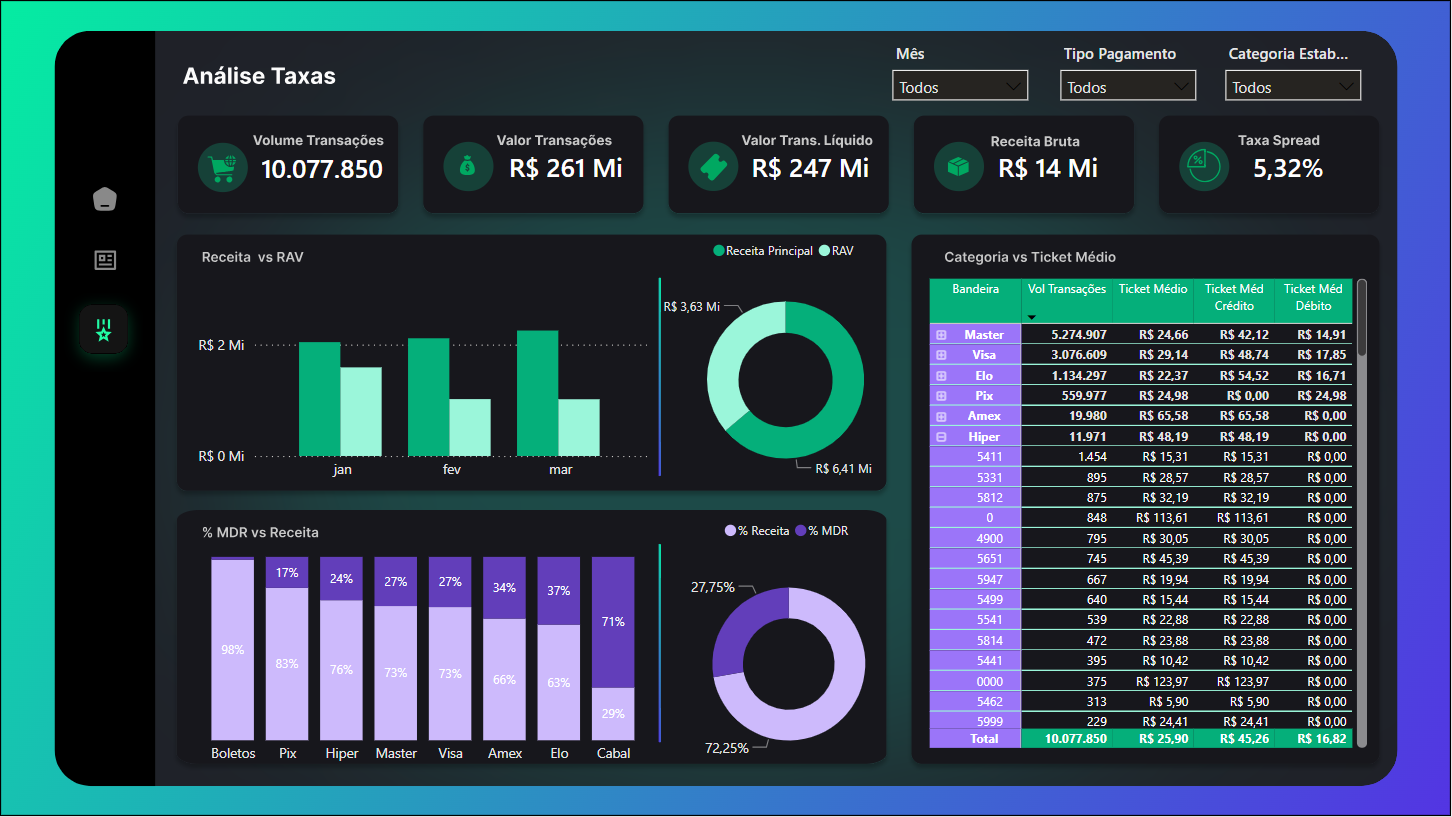 Análise Taxas
Mês
Tipo Pagamento
Categoria Estab...
Todos
Todos
Todos
Volume Transações
10.077.850
Valor Transações
R$ 261 Mi
Valor Trans. Líquido
R$ 247 Mi
Receita Bruta
R$ 14 Mi
Taxa Spread
5,32%
Receita vs RAV
Receita Principal RAV
R$ 2 Mi
R$ 0 Mi
jan fev mar
R$ 3,63 Mi
R$ 6,41 Mi
% MDR vs Receita
% Receita % MDR
17% 24% 27% 27% 34% 37% 71%
98% 83% 76% 73% 73% 66% 63% 29%
Boletos Pix Hiper Master Visa Amex Elo Cabal
27,75%
72,25%
Categoria vs Ticket Médio
Bandeira Vol Transações Ticket Médio Ticket Méd Crédito Ticket Méd Débito
Master 5.274.907 R$ 24,66 R$ 42,12 R$ 14,91
Visa 3.076.609 R$ 29,14 R$ 48,74 R$ 17,85
Elo 1.134.297 R$ 22,37 R$ 54,52 R$ 16,71
Pix 559.977 R$ 24,98 R$ 0,00 R$ 24,98
Amex 19.980 R$ 65,58 R$ 65,58 R$ 0,00
Hiper 11.971 R$ 48,19 R$ 48,19 R$ 0,00
5411 1.454 R$ 15,31 R$ 15,31 R$ 0,00
5331 895 R$ 28,57 R$ 28,57 R$ 0,00
5812 875 R$ 32,19 R$ 32,19 R$ 0,00
0 848 R$ 113,61 R$ 113,61 R$ 0,00
4900 795 R$ 30,05 R$ 30,05 R$ 0,00
5651 745 R$ 45,39 R$ 45,39 R$ 0,00
5947 667 R$ 19,94 R$ 19,94 R$ 0,00
5499 640 R$ 15,44 R$ 15,44 R$ 0,00
5541 539 R$ 22,88 R$ 22,88 R$ 0,00
5814 472 R$ 23,88 R$ 23,88 R$ 0,00
5441 395 R$ 10,42 R$ 10,42 R$ 0,00
0000 375 R$ 123,97 R$ 123,97 R$ 0,00
5462 313 R$ 5,90 R$ 5,90 R$ 0,00
5999 229 R$ 24,41 R$ 24,41 R$ 0,00
Total 10.077.850 R$ 25,90 R$ 45,26 R$ 16,82